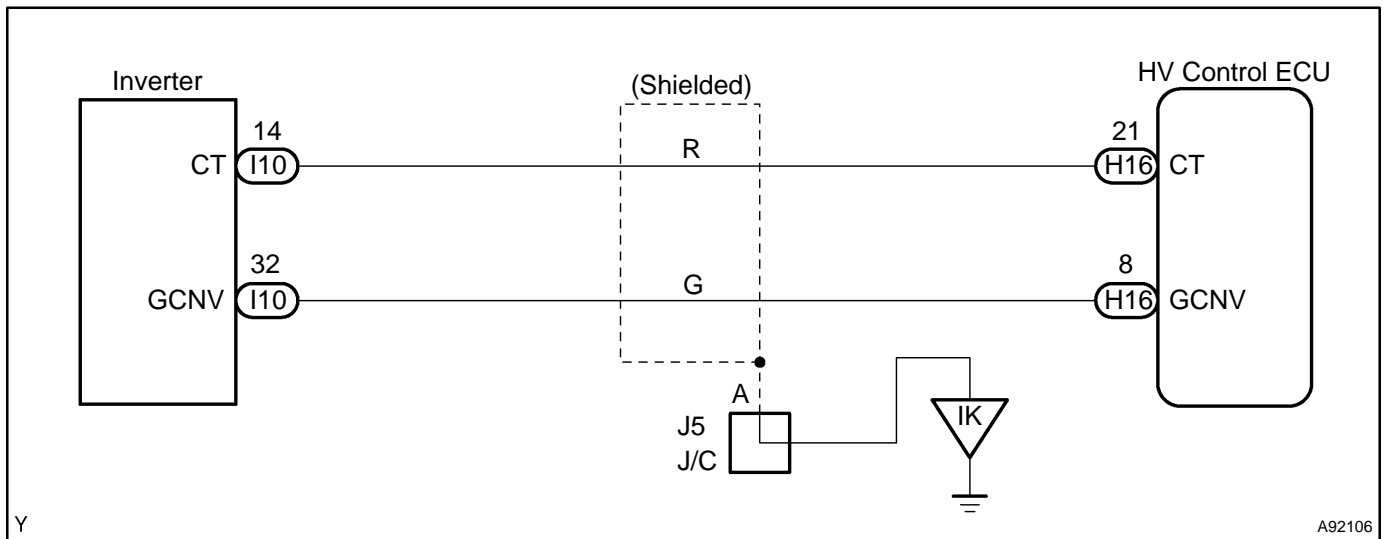 Inverter
(Shielded)
HV Control ECU
14
R
21
CT
I10
H16
CT
32
G
8
GCNV
I10
H16
GCNV
A
J5
J/C
IK
Y
A92106